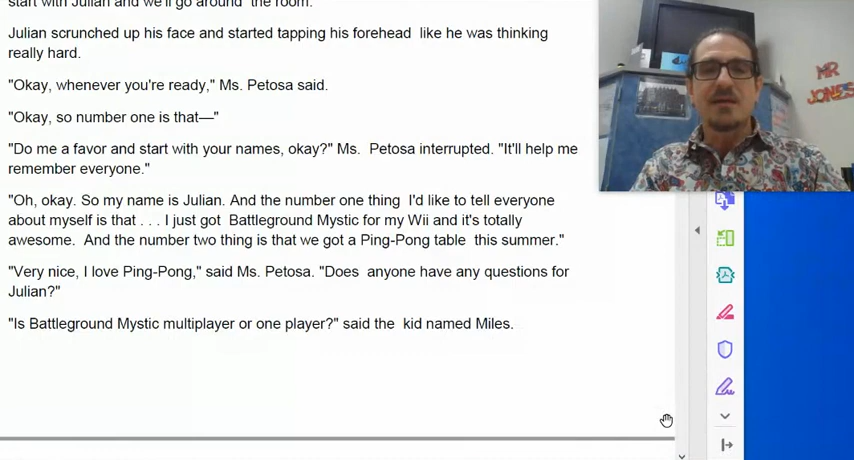 start with Julian and we'll go around the room.
Julian scrunched up his face and started tapping his forehead like he was thinking
really hard.
"Okay, whenever you're ready," Ms. Petosa said.
"Okay, so number one is that—"
"Do me a favor and start with your names, okay?" Ms. Petosa interrupted. "It'll help me
remember everyone."
"Oh, okay. So my name is Julian. And the number one thing I'd like to tell everyone
about myself is that . . . I just got Battleground Mystic for my Wii and it's totally
awesome. And the number two thing is that we got a Ping-Pong table this summer."
"Very nice, I love Ping-Pong," said Ms. Petosa. "Does anyone have any questions for
Julian?"
"Is Battleground Mystic multiplayer or one player?" said the kid named Miles.
MR
JONES